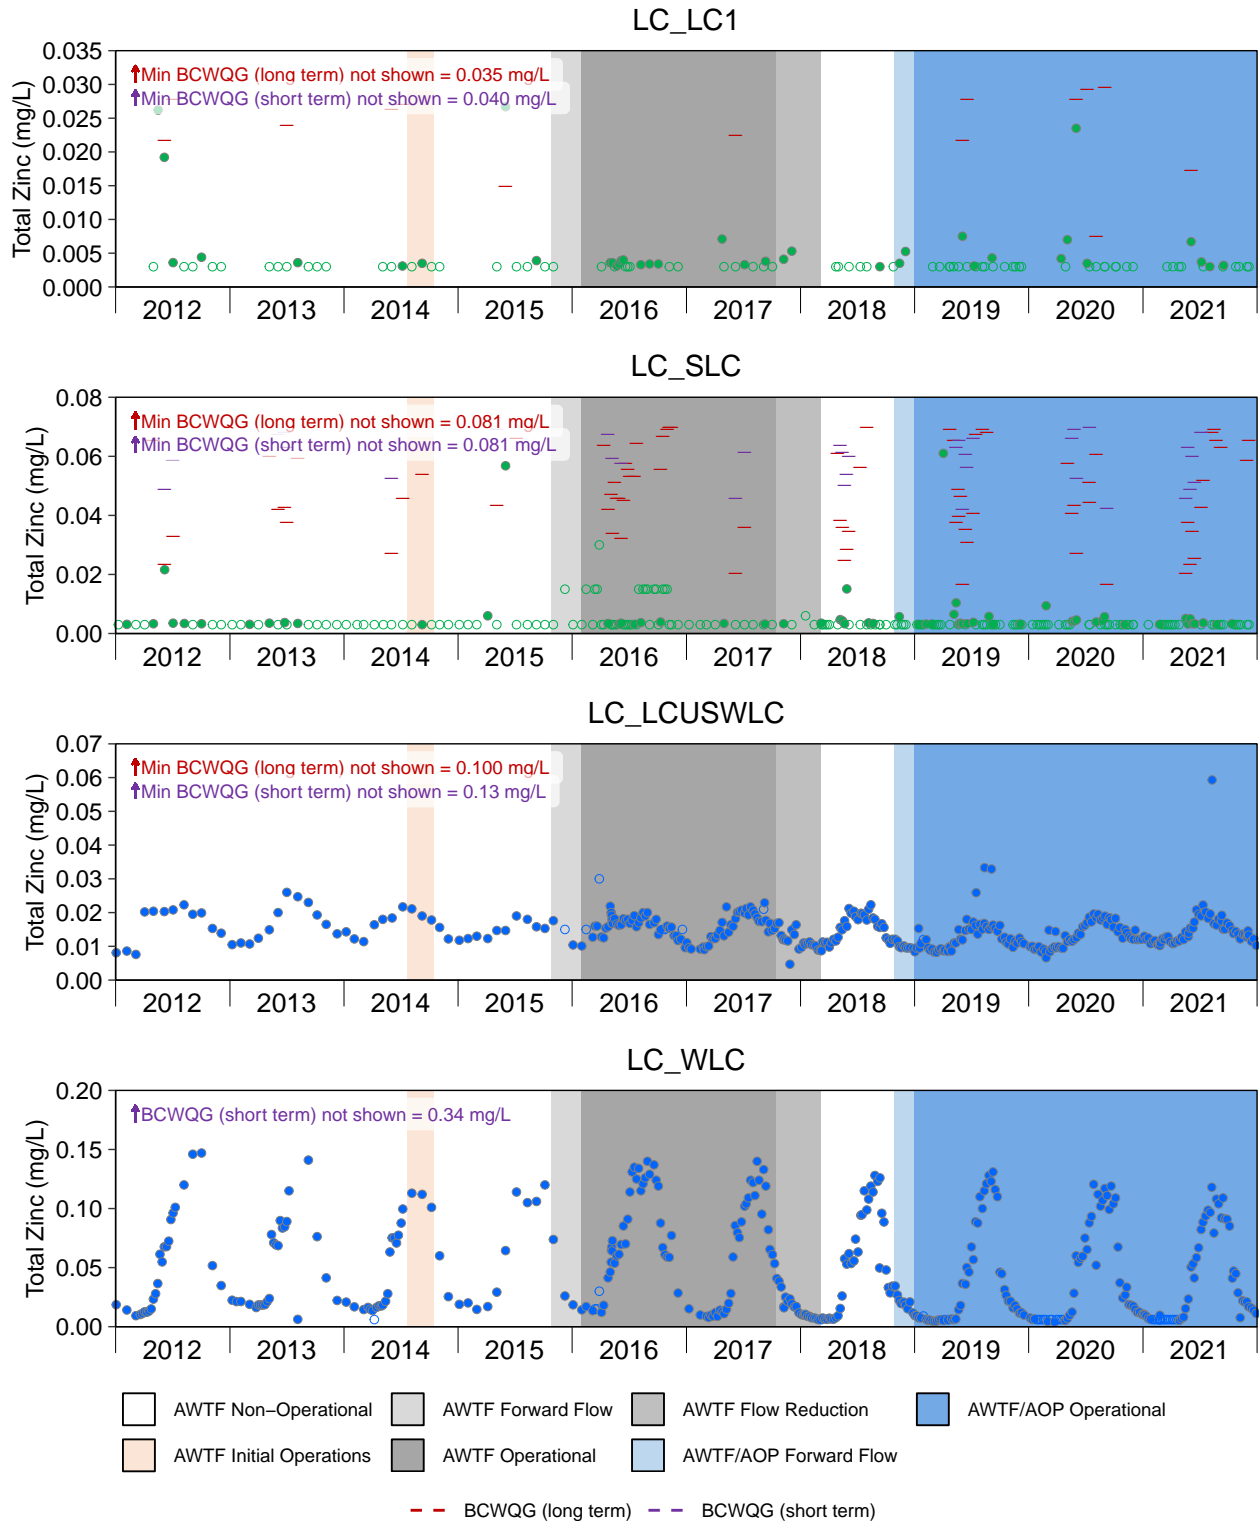 LC_LC1
Total Zinc (mg/L)
0.035
0.030
0.025
0.020
0.015
0.010
0.005
0.000
Min BCWQG (long term) not shown = 0.035 mg/L
Min BCWQG (short term) not shown = 0.040 mg/L
2012 2013 2014 2015 2016 2017 2018 2019 2020 2021
LC_SLC
Total Zinc (mg/L)
0.08
0.06
0.04
0.02
0.00
Min BCWQG (long term) not shown = 0.081 mg/L
Min BCWQG (short term) not shown = 0.081 mg/L
2012 2013 2014 2015 2016 2017 2018 2019 2020 2021
LC_LCUSWLC
Total Zinc (mg/L)
0.07
0.06
0.05
0.04
0.03
0.02
0.01
0.00
Min BCWQG (long term) not shown = 0.100 mg/L
Min BCWQG (short term) not shown = 0.13 mg/L
2012 2013 2014 2015 2016 2017 2018 2019 2020 2021
LC_WLC
Total Zinc (mg/L)
0.20
0.15
0.10
0.05
0.00
BCWQG (short term) not shown = 0.34 mg/L
2012 2013 2014 2015 2016 2017 2018 2019 2020 2021
AWTF Non-Operational AWTF Forward Flow AWTF Flow Reduction AWTF/AOP Operational
AWTF Initial Operations AWTF Operational AWTF/AOP Forward Flow
BCWQG (long term) BCWQG (short term)